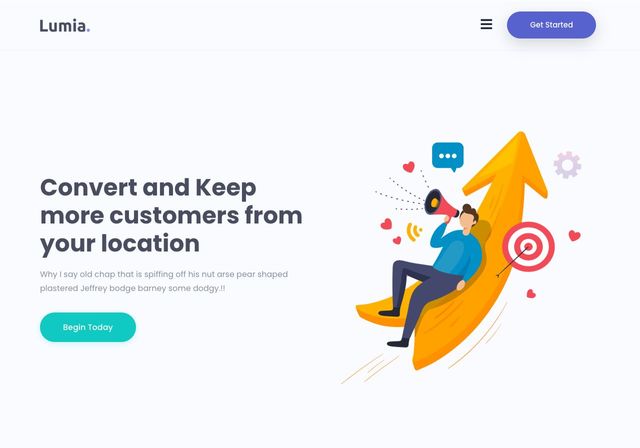 Lumia.
Get Started
Convert and Keep
more customers from
your location
Why I say old chap that is spiffing off his nut arse pear shaped
plastered Jeffrey bodge barney some dodgy.!!
Begin Today